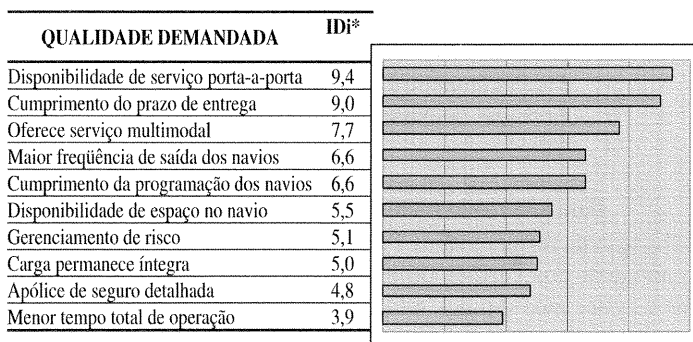 QUALIDADE DEMANDADA IDi*
Disponibilidade de serviço porta-a-porta 9,4
Cumprimento do prazo de entrega 9,0
Oferece serviço multimodal 7,7
Maior freqüência de saída dos navios 6,6
Cumprimento da programação dos navios 6,6
Disponibilidade de espaço no navio 5,5
Gerenciamento de risco 5,1
Carga permanece íntegra 5,0
Apólice de seguro detalhada 4,8
Menor tempo total de operação 3,9